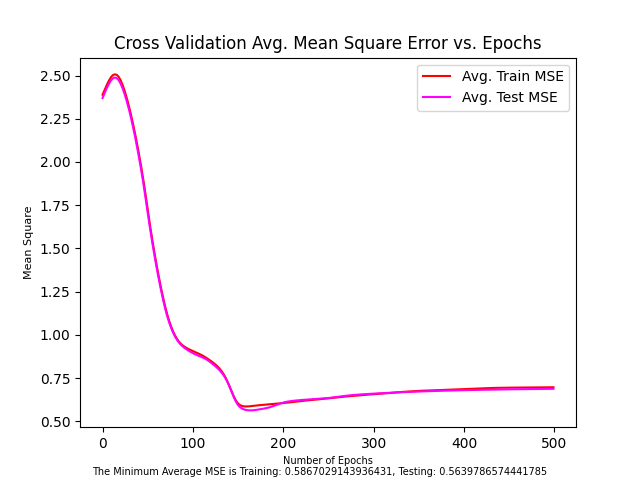 Cross Validation Avg. Mean Square Error vs. Epochs
Avg. Train MSE
Avg. Test MSE
2.50
2.25
2.00
1.75
1.50
1.25
1.00
0.75
0.50
Mean Square
0 100 200 300 400 500
Number of Epochs
The Minimum Average MSE is Training: 0.5867029143936431, Testing: 0.5639786574441785